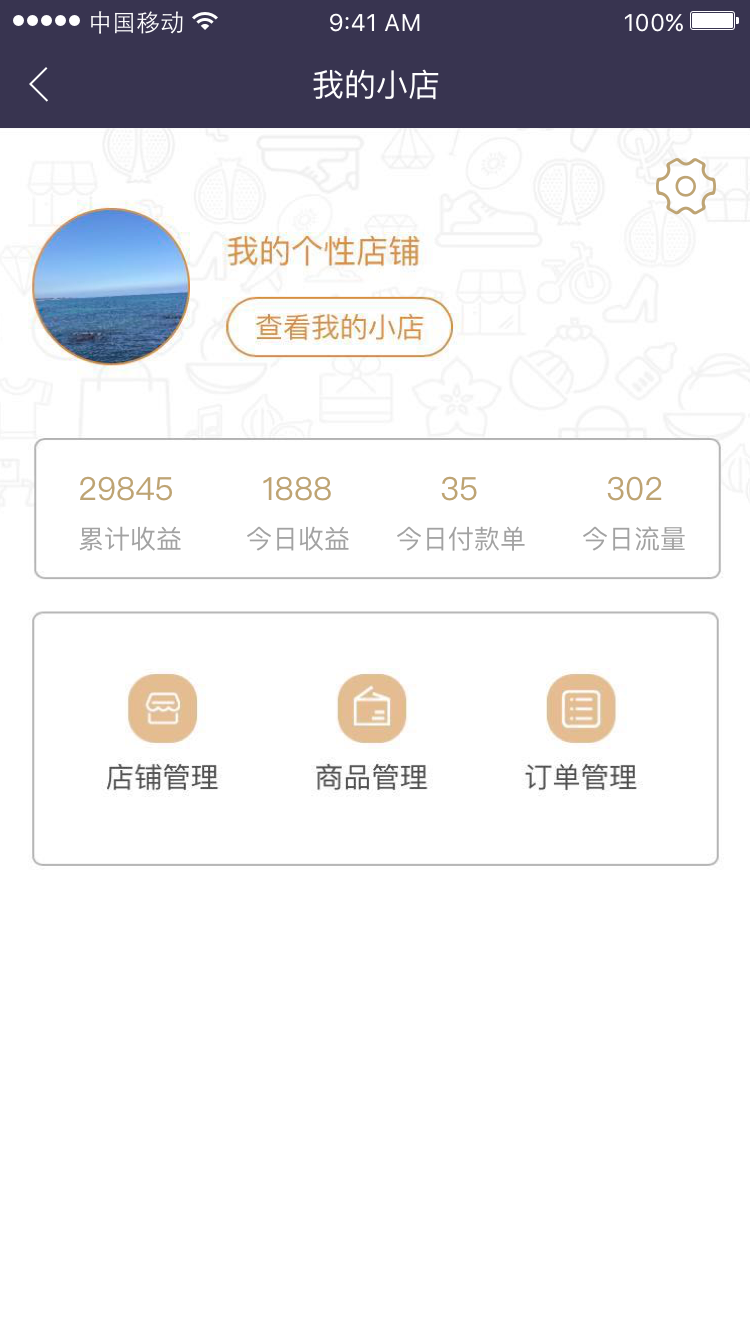 中国移动 9:41 AM 100%
我的小店
我的个性店铺
查看我的小店
29845 1888 35 302
累计收益 今日收益 今日付款单 今日流量
店铺管理 商品管理 订单管理